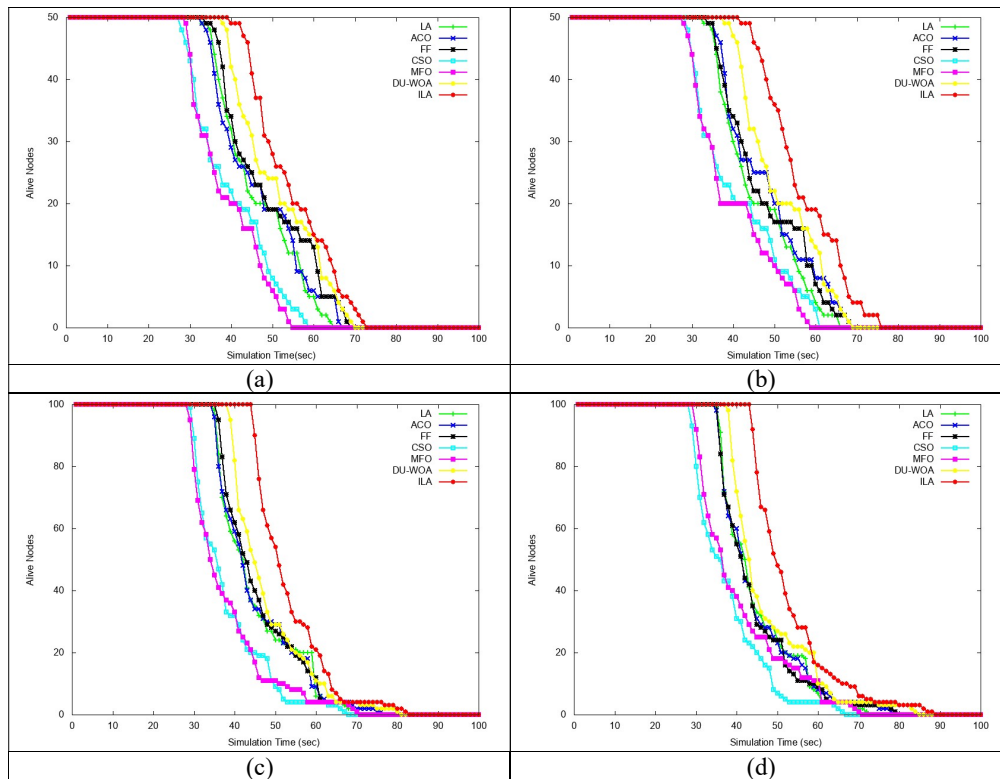 50
40
30
20
10
0
Alive Nodes
LA
ACO
FF
CSO
MFO
DU-WOA
ILA
0 10 20 30 40 50 60 70 80 90 100
Simulation Time(sec)
(a)
50
40
30
20
10
0
Alive Nodes
LA
ACO
FF
CSO
MFO
DU-WOA
ILA
0 10 20 30 40 50 60 70 80 90 100
Simulation Time (sec)
(b)
100
80
60
40
20
0
Alive Nodes
LA
ACO
FF
CSO
MFO
DU-WOA
ILA
0 10 20 30 40 50 60 70 80 90 100
Simulation Time (sec)
(c)
100
80
60
40
20
0
Alive Nodes
LA
ACO
FF
CSO
MFO
DU-WOA
ILA
0 10 20 30 40 50 60 70 80 90 100
Simulation Time (sec)
(d)